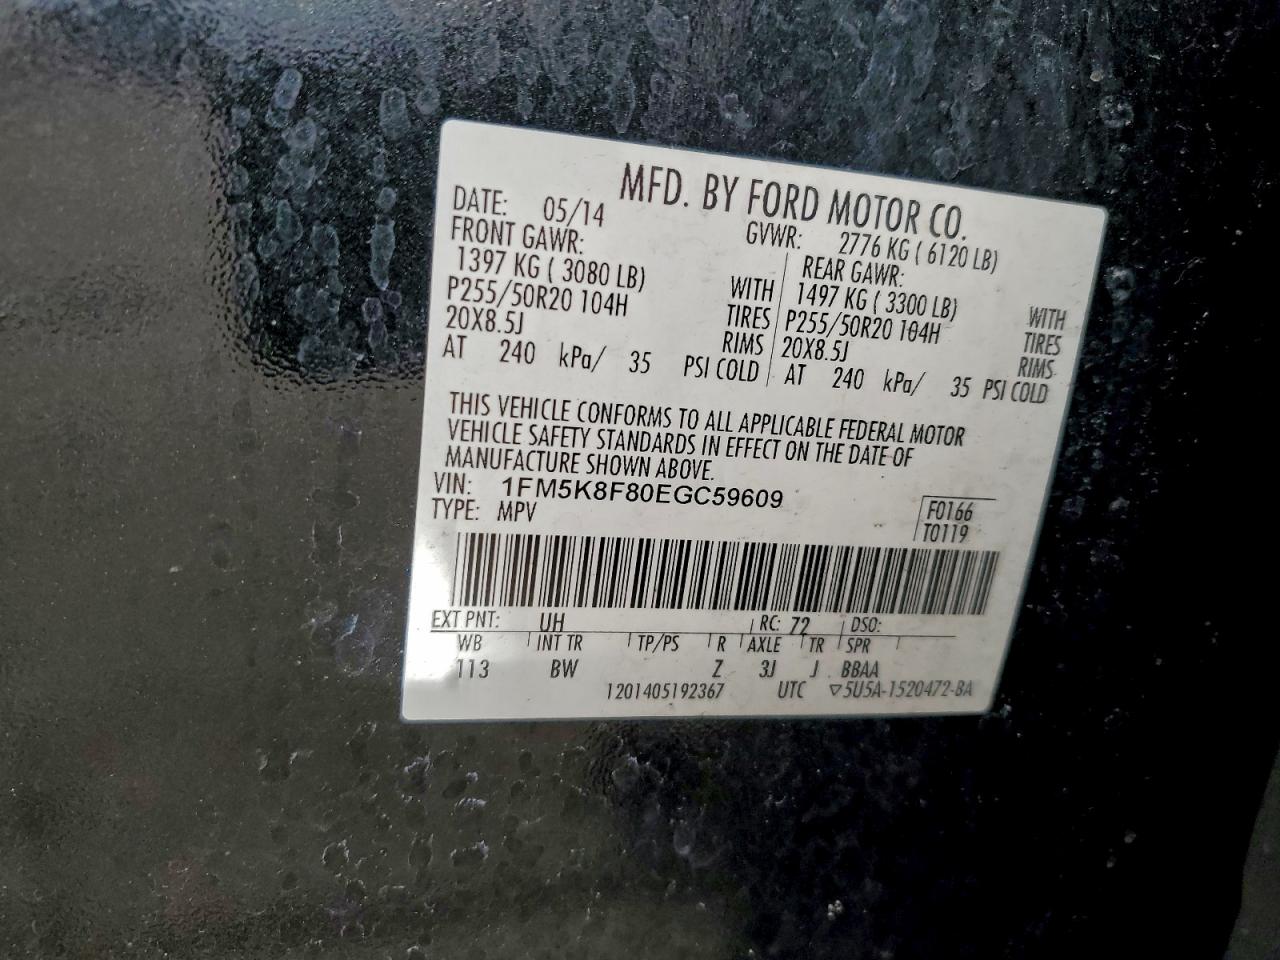 MFD. BY FORD MOTOR CO.
DATE: 05/14 GVWR: 2776 KG ( 6120 LB)
FRONT GAWR: REAR GAWR:
1397 KG ( 3080 LB) WITH 1497 KG ( 3300 LB) WITH
P255/50R20 104H TIRES P255/50R20 104H TIRES
20X8.5J RIMS 20X8.5J RIMS
AT 240 kPa/ 35 PSI COLD AT 240 kPa/ 35 PSI COLD
THIS VEHICLE CONFORMS TO ALL APPLICABLE FEDERAL MOTOR
VEHICLE SAFETY STANDARDS IN EFFECT ON THE DATE OF
MANUFACTURE SHOWN ABOVE.
VIN: 1FM5K8F80EGC59609
TYPE: MPV
F0166
T0119
EXT PNT: UH RC: 72 DSO:
WB INT TR TP/PS R AXLE TR SPR
113 BW Z 3J J BBAA
1201405192367 UTC ▽5U5A-1520472-BA